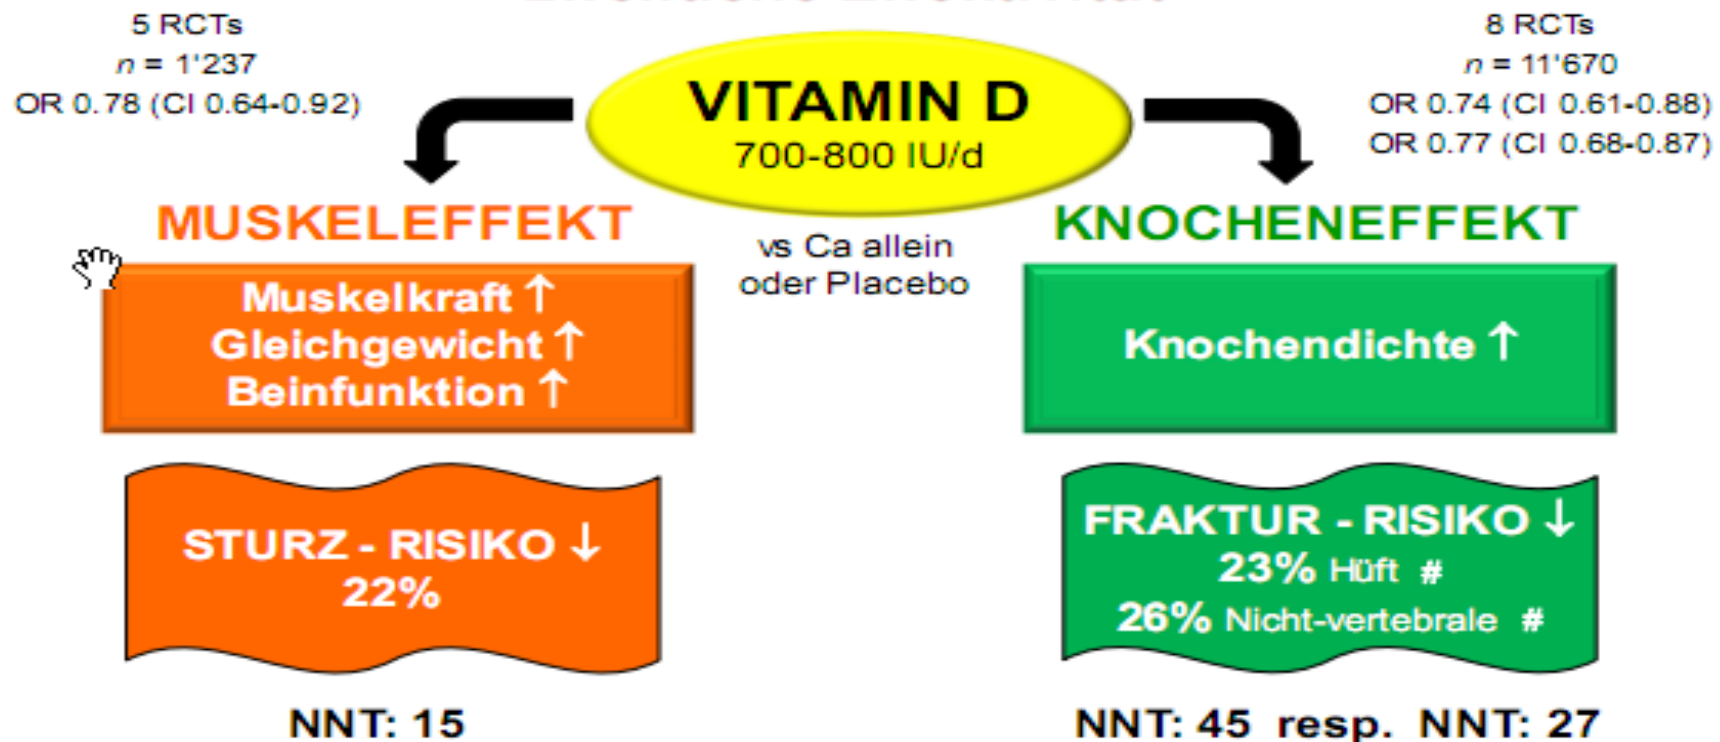 5 RCTs
n = 1'237
OR 0.78 (CI 0.64-0.92)
VITAMIN D
700-800 IU/d
vs Ca allein
oder Placebo
8 RCTs
n = 11'670
OR 0.74 (CI 0.61-0.88)
OR 0.77 (CI 0.68-0.87)
MUSKELEFFEKT
Muskelkraft ↑
Gleichgewicht ↑
Beinfunktion ↑
STURZ - RISIKO ↓
22%
NNT: 15
KNOCHENEFFEKT
Knochendichte ↑
FRAKTUR - RISIKO ↓
23% Hüft #
26% Nicht-vertebrale #
NNT: 45 resp. NNT: 27